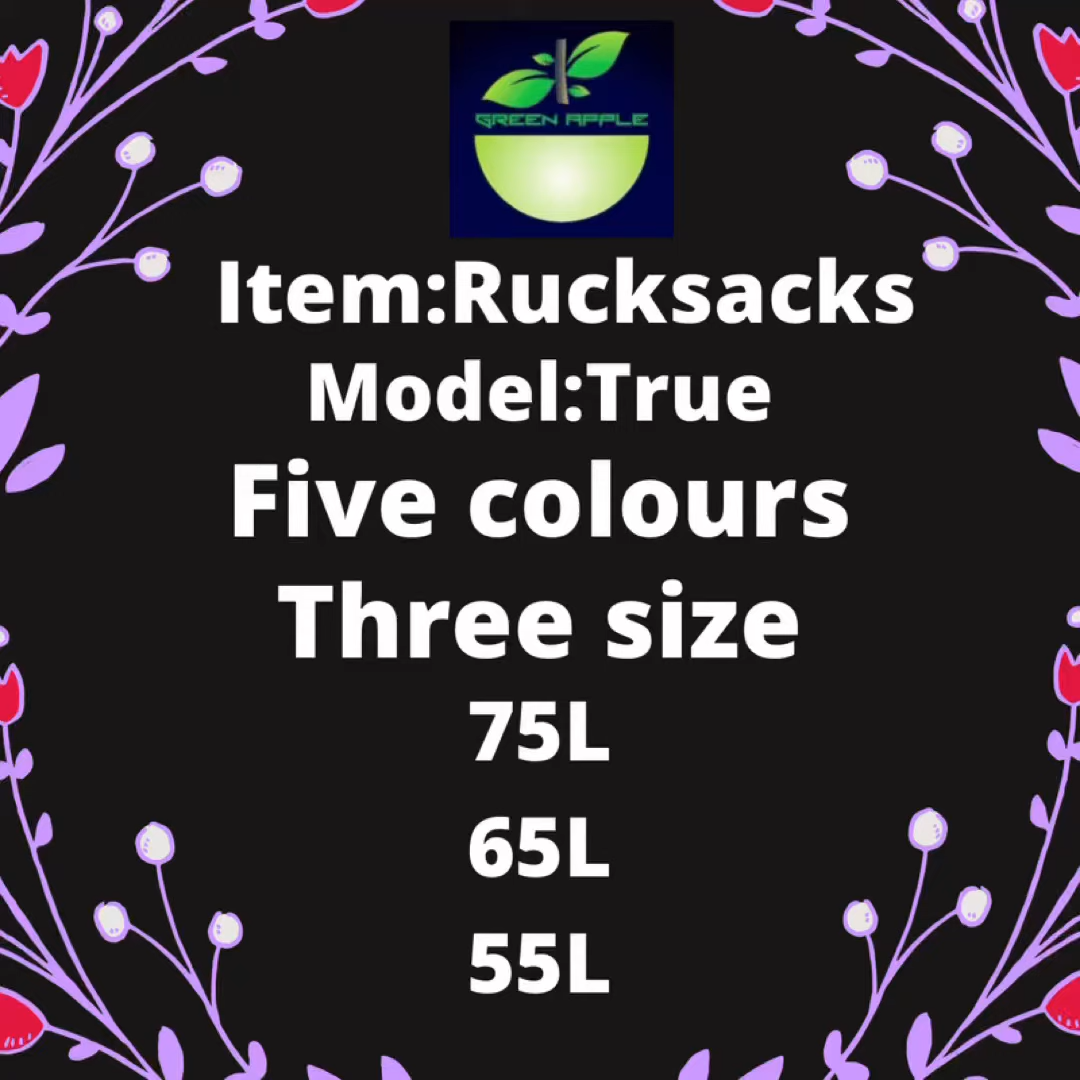 GREEN APPLE
Item:Rucksacks
Model:True
Five colours
Three size
75L
65L
55L